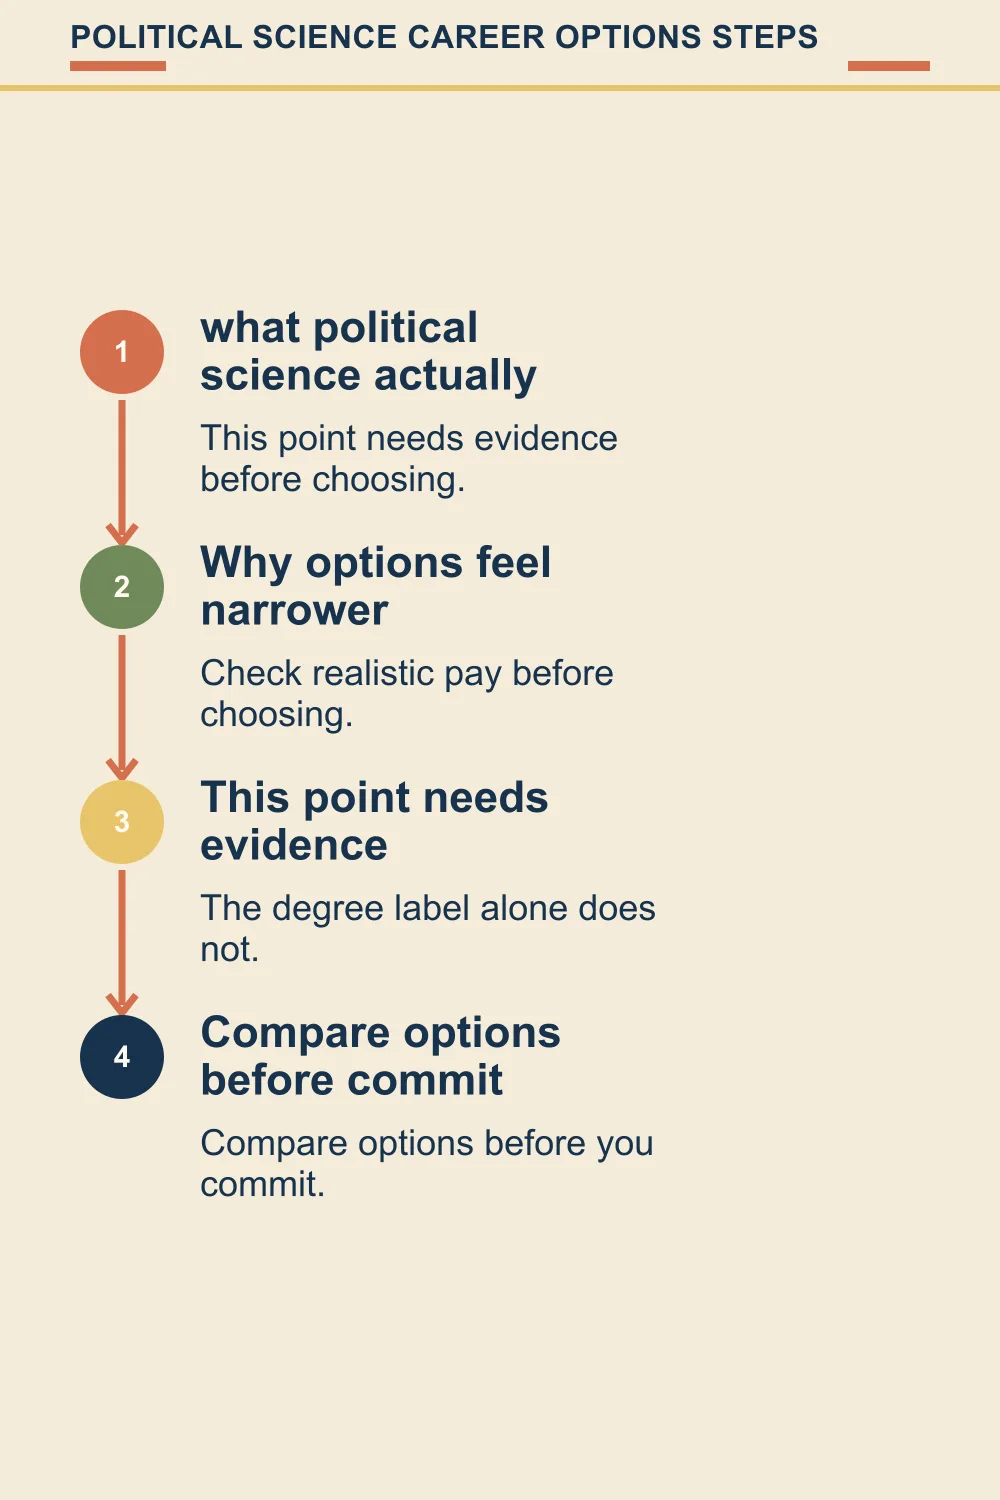 POLITICAL SCIENCE CAREER OPTIONS STEPS
1
what political
science actually
This point needs evidence
before choosing.
2
Why options feel
narrower
Check realistic pay before
choosing.
3
This point needs
evidence
The degree label alone does
not.
4
Compare options
before commit
Compare options before you
commit.